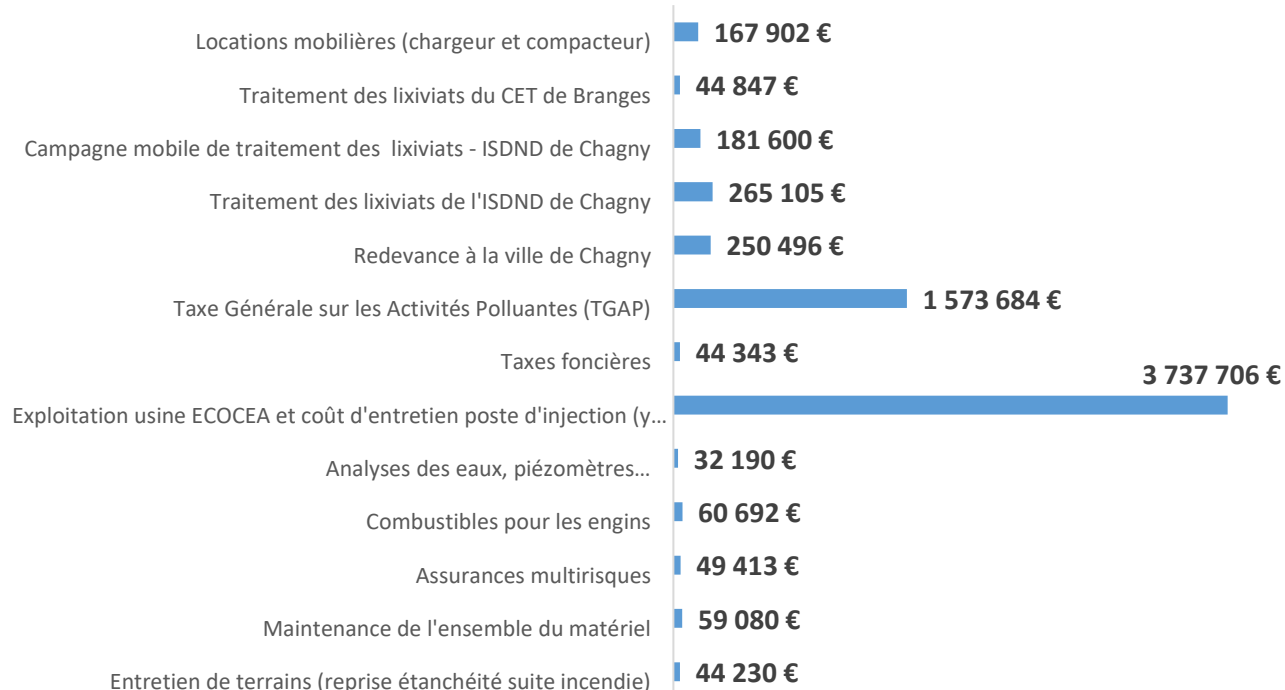 Locations mobilières (chargeur et compacteur) 167 902 €
Traitement des lixiviats du CET de Branges 44 847 €
Campagne mobile de traitement des lixiviats - ISDND de Chagny 181 600 €
Traitement des lixiviats de l'ISDND de Chagny 265 105 €
Redevance à la ville de Chagny 250 496 €
Taxe Générale sur les Activités Polluantes (TGAP) 1 573 684 €
Taxes foncières 44 343 €
3 737 706 €
Exploitation usine ECOCEA et coût d'entretien poste d'injection (y…
Analyses des eaux, piézomètres… 32 190 €
Combustibles pour les engins 60 692 €
Assurances multirisques 49 413 €
Maintenance de l'ensemble du matériel 59 080 €
Entretien de terrains (reprise étanchéité suite incendie) 44 230 €